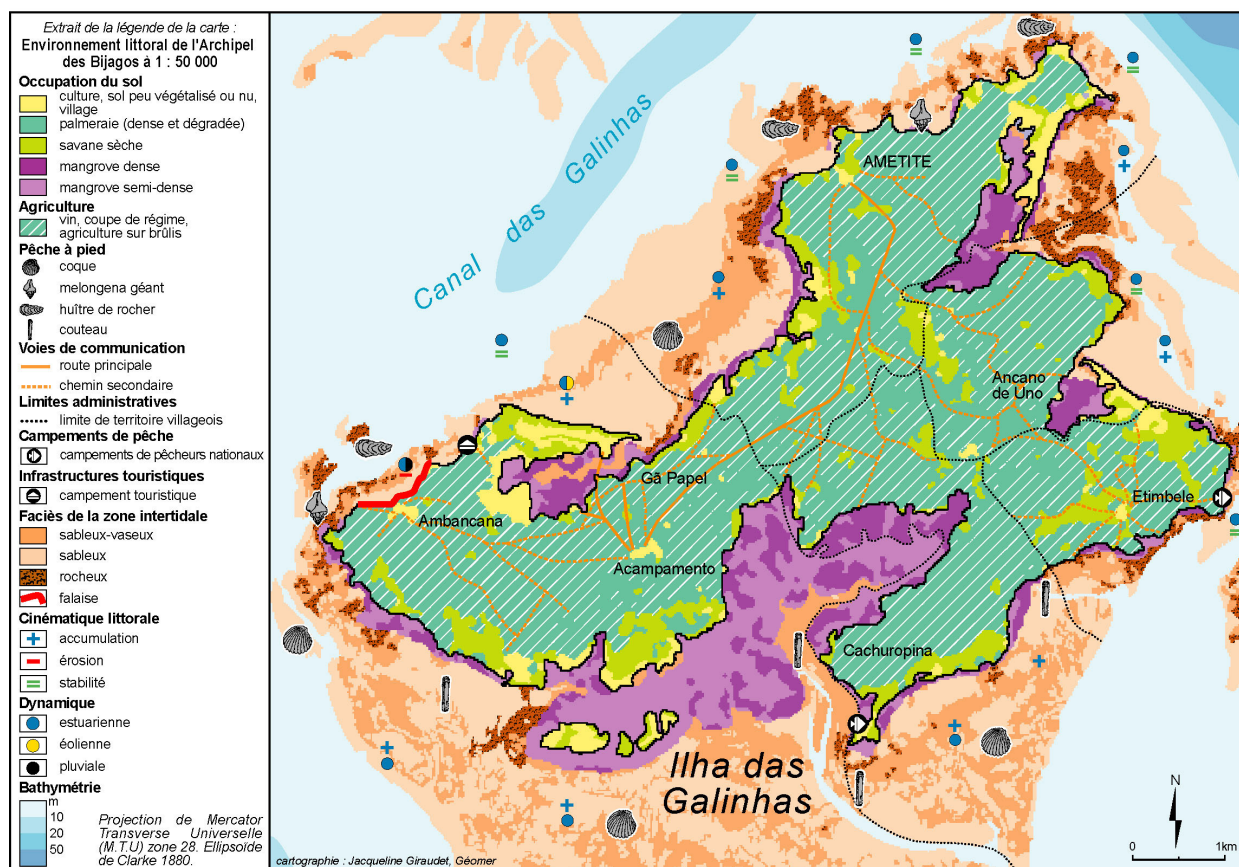 Extrait de la légende de la carte :
Environnement littoral de l'Archipel
des Bijagos à 1 : 50 000
Occupation du sol
culture, sol peu végétalisé ou nu,
village
palmeraie (dense et dégradée)
savane sèche
mangrove dense
mangrove semi-dense
Agriculture
vin, coupe de régime,
agriculture sur brûlis
Pêche à pied
coque
melongena géant
huître de rocher
couteau
Voies de communication
route principale
chemin secondaire
Limites administratives
limite de territoire villageois
Campements de pêche
campements de pêcheurs nationaux
Infrastructures touristiques
campement touristique
Faciès de la zone intertidale
sableux-vaseux
sableux
rocheux
falaise
Cinématique littorale
accumulation
érosion
stabilité
Dynamique
estuarienne
éolienne
pluviale
Bathymétrie
m
10
20
50
Projection de Mercator
Transverse Universelle
(M.T.U) zone 28. Ellipsoïde
de Clarke 1880.
Canal das Galinhas
AMETITE
Ancano
de Uno
Gã Papel
Etimbele
Ambancana
Acampamento
Cachuropina
Ilha das
Galinhas
N
0 1km
cartographie : Jacqueline Giraudet, Géomer